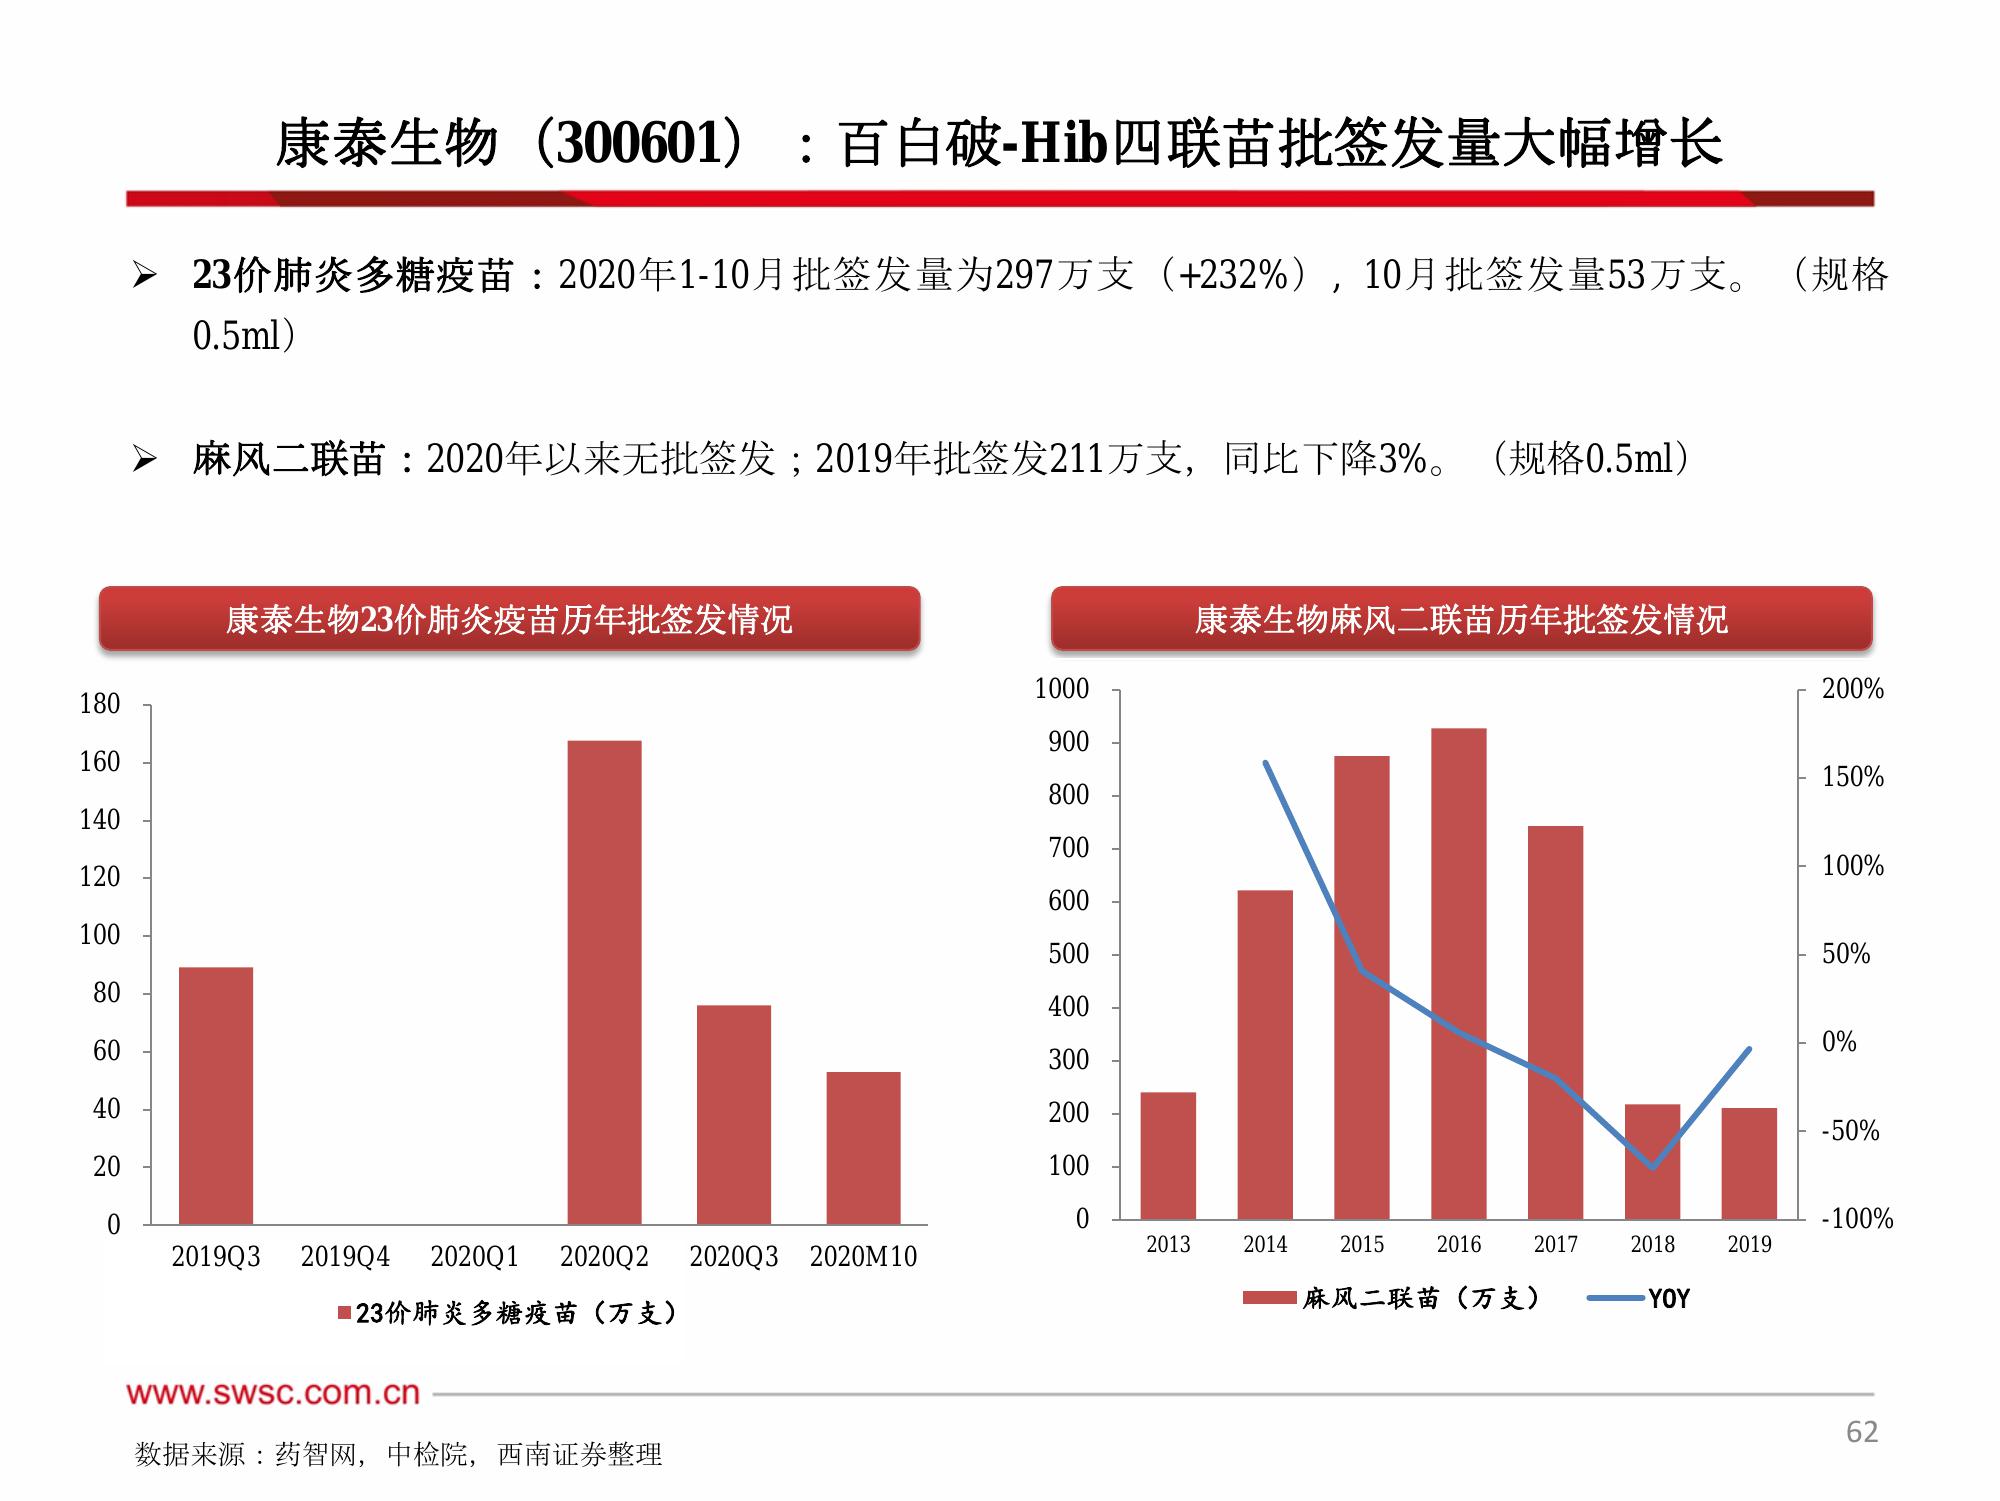 康泰生物（300601）：百白破-Hib四联苗批签发量大幅增长
➢ 23价肺炎多糖疫苗：2020年1-10月批签发量为297万支（+232%），10月批签发量53万支。（规格
0.5ml）
➢ 麻风二联苗：2020年以来无批签发；2019年批签发211万支，同比下降3%。（规格0.5ml）
康泰生物23价肺炎疫苗历年批签发情况
180
160
140
120
100
80
60
40
20
0
2019Q3 2019Q4 2020Q1 2020Q2 2020Q3 2020M10
23价肺炎多糖疫苗（万支）
康泰生物麻风二联苗历年批签发情况
1000
900
800
700
600
500
400
300
200
100
0
200%
150%
100%
50%
0%
-50%
-100%
2013 2014 2015 2016 2017 2018 2019
麻风二联苗（万支） YOY
www.swsc.com.cn
62
数据来源：药智网，中检院，西南证券整理